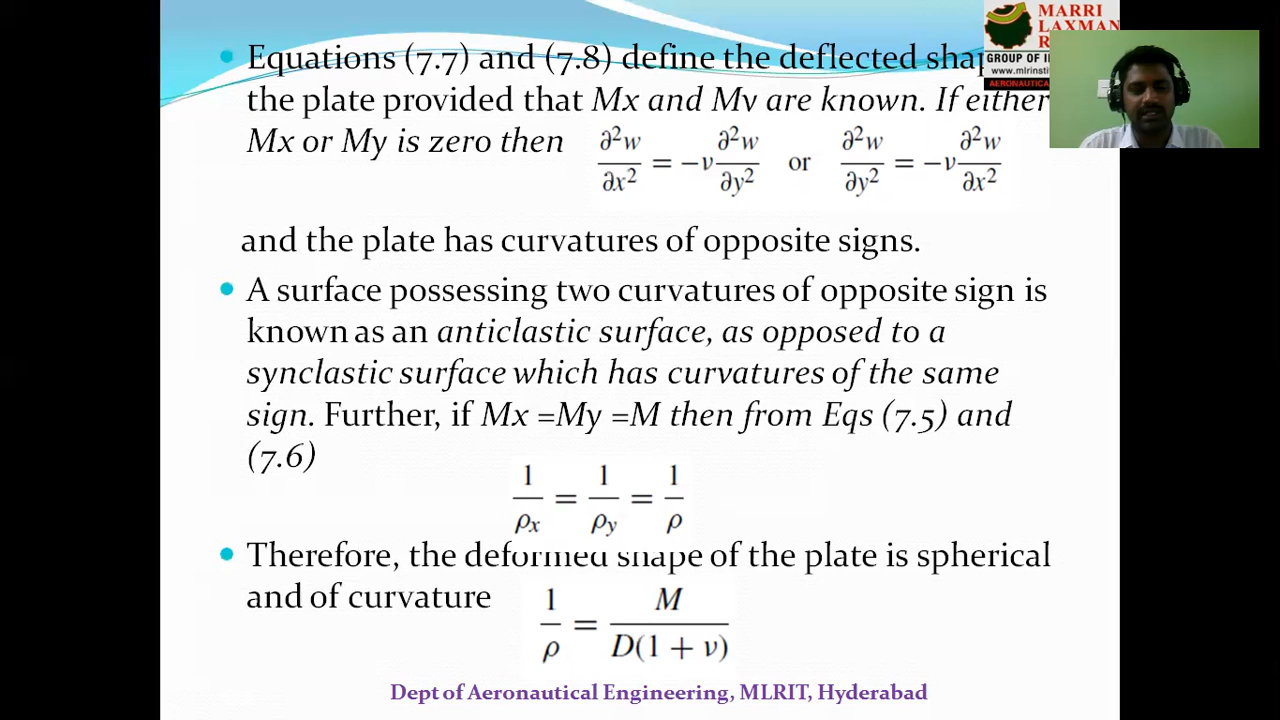 MARRI
LAXMAN
R
GROUP OF I
www.mlrinsti
AERONAUTICAL
Equations (7.7) and (7.8) define the deflected shap
the plate provided that Mx and My are known. If either
Mx or My is zero then ∂²w/∂x² = −ν ∂²w/∂y² or ∂²w/∂y² = −ν ∂²w/∂x²
and the plate has curvatures of opposite signs.
• A surface possessing two curvatures of opposite sign is
known as an anticlastic surface, as opposed to a
synclastic surface which has curvatures of the same
sign. Further, if Mx =My =M then from Eqs (7.5) and
(7.6)
1/ρx = 1/ρy = 1/ρ
• Therefore, the deformed shape of the plate is spherical
and of curvature 1/ρ = M/D(1 + ν)
Dept of Aeronautical Engineering, MLRIT, Hyderabad